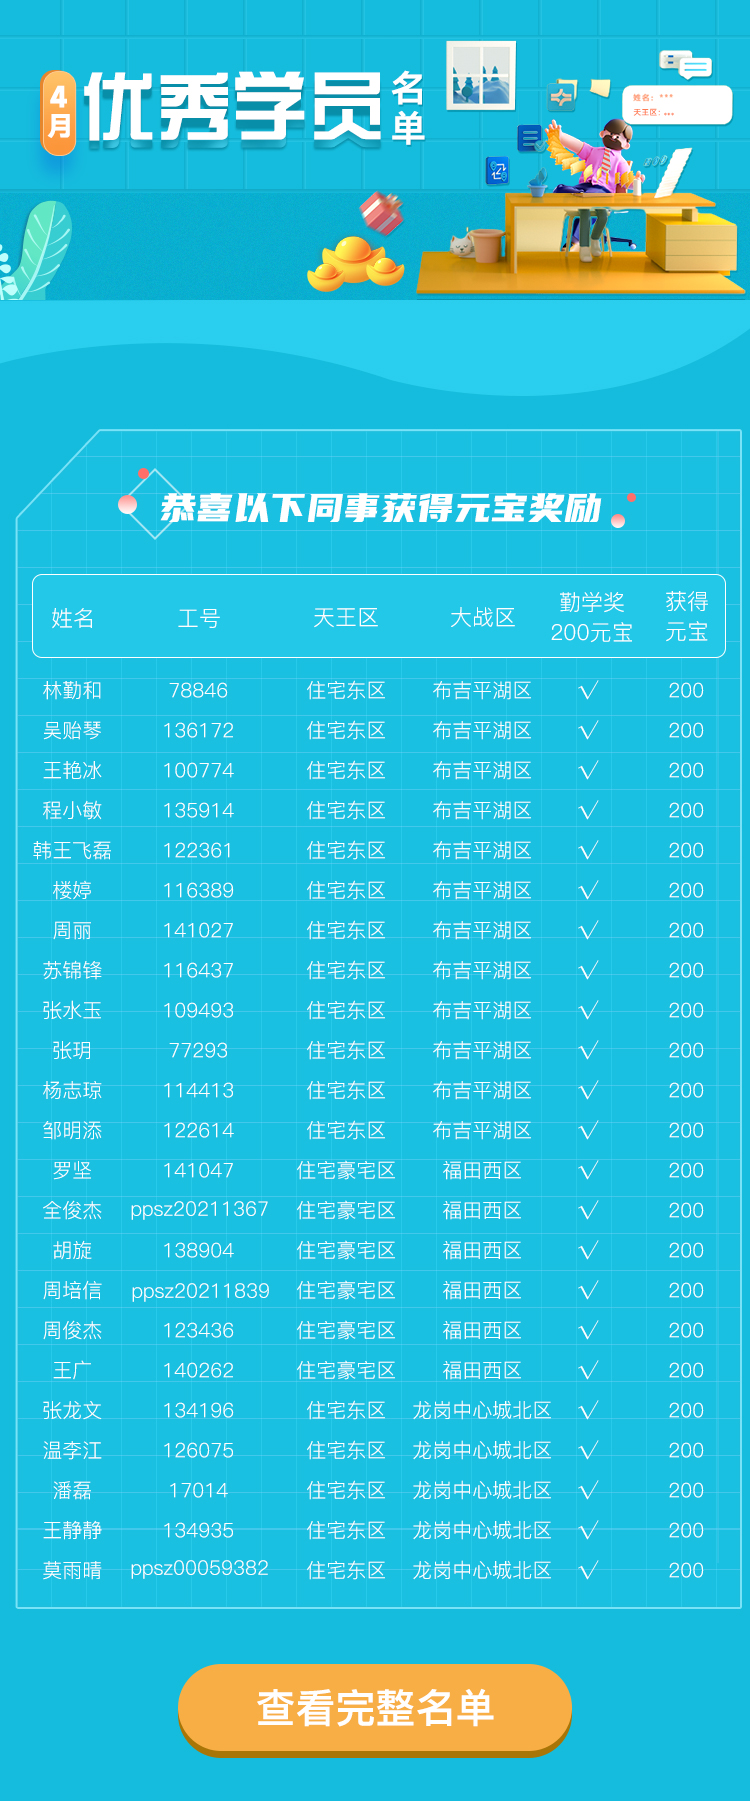 4月 优秀学员 名单
姓名： ***
天王区：***
恭喜以下同事获得元宝奖励
姓名 工号 天王区 大战区 勤学奖 200元宝 获得元宝
林勤和 78846 住宅东区 布吉平湖区 √ 200
吴贻琴 136172 住宅东区 布吉平湖区 √ 200
王艳冰 100774 住宅东区 布吉平湖区 √ 200
程小敏 135914 住宅东区 布吉平湖区 √ 200
韩王飞磊 122361 住宅东区 布吉平湖区 √ 200
楼婷 116389 住宅东区 布吉平湖区 √ 200
周丽 141027 住宅东区 布吉平湖区 √ 200
苏锦锋 116437 住宅东区 布吉平湖区 √ 200
张水玉 109493 住宅东区 布吉平湖区 √ 200
张玥 77293 住宅东区 布吉平湖区 √ 200
杨志琼 114413 住宅东区 布吉平湖区 √ 200
邹明添 122614 住宅东区 布吉平湖区 √ 200
罗坚 141047 住宅豪宅区 福田西区 √ 200
全俊杰 ppsz20211367 住宅豪宅区 福田西区 √ 200
胡旋 138904 住宅豪宅区 福田西区 √ 200
周培信 ppsz20211839 住宅豪宅区 福田西区 √ 200
周俊杰 123436 住宅豪宅区 福田西区 √ 200
王广 140262 住宅豪宅区 福田西区 √ 200
张龙文 134196 住宅东区 龙岗中心城北区 √ 200
温李江 126075 住宅东区 龙岗中心城北区 √ 200
潘磊 17014 住宅东区 龙岗中心城北区 √ 200
王静静 134935 住宅东区 龙岗中心城北区 √ 200
莫雨晴 ppsz00059382 住宅东区 龙岗中心城北区 √ 200
查看完整名单